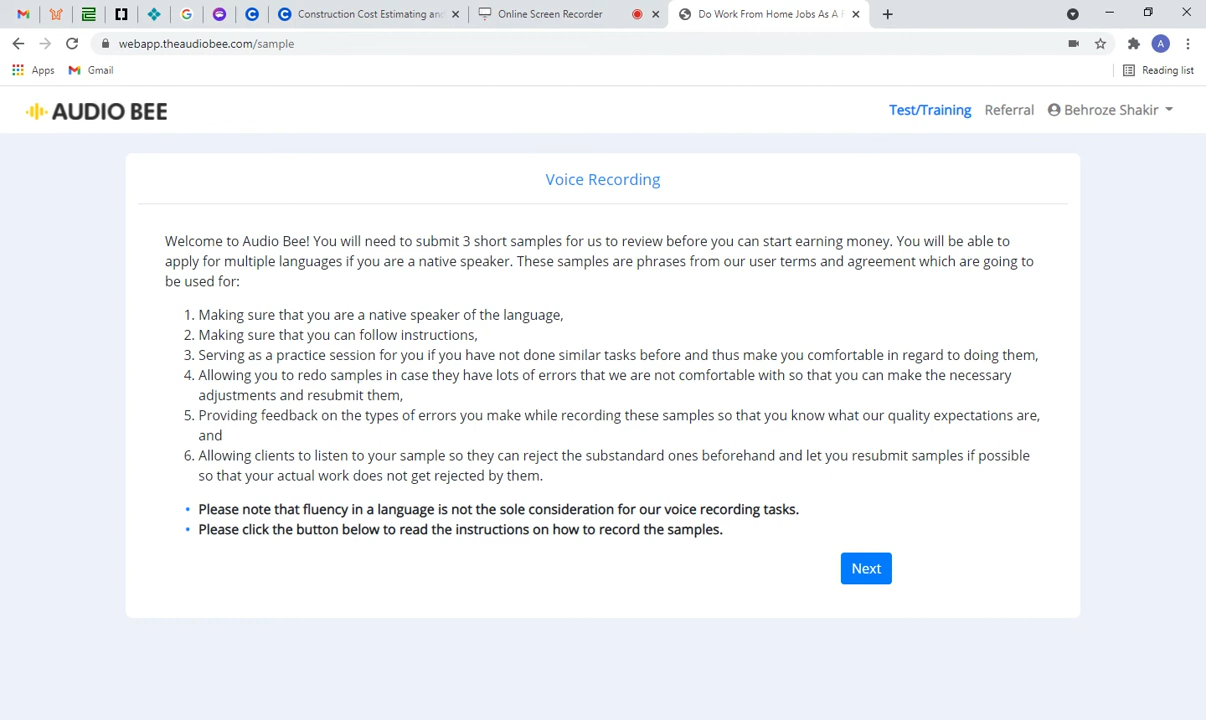 Construction Cost Estimating and
Online Screen Recorder
Do Work From Home Jobs As A F
webapp.theaudiobee.com/sample
A
Apps
Gmail
Reading list
AUDIO BEE
Test/Training
Referral
Behroze Shakir
Voice Recording
Welcome to Audio Bee! You will need to submit 3 short samples for us to review before you can start earning money. You will be able to
apply for multiple languages if you are a native speaker. These samples are phrases from our user terms and agreement which are going to
be used for:
1. Making sure that you are a native speaker of the language,
2. Making sure that you can follow instructions,
3. Serving as a practice session for you if you have not done similar tasks before and thus make you comfortable in regard to doing them,
4. Allowing you to redo samples in case they have lots of errors that we are not comfortable with so that you can make the necessary
adjustments and resubmit them,
5. Providing feedback on the types of errors you make while recording these samples so that you know what our quality expectations are,
and
6. Allowing clients to listen to your sample so they can reject the substandard ones beforehand and let you resubmit samples if possible
so that your actual work does not get rejected by them.
• Please note that fluency in a language is not the sole consideration for our voice recording tasks.
• Please click the button below to read the instructions on how to record the samples.
Next